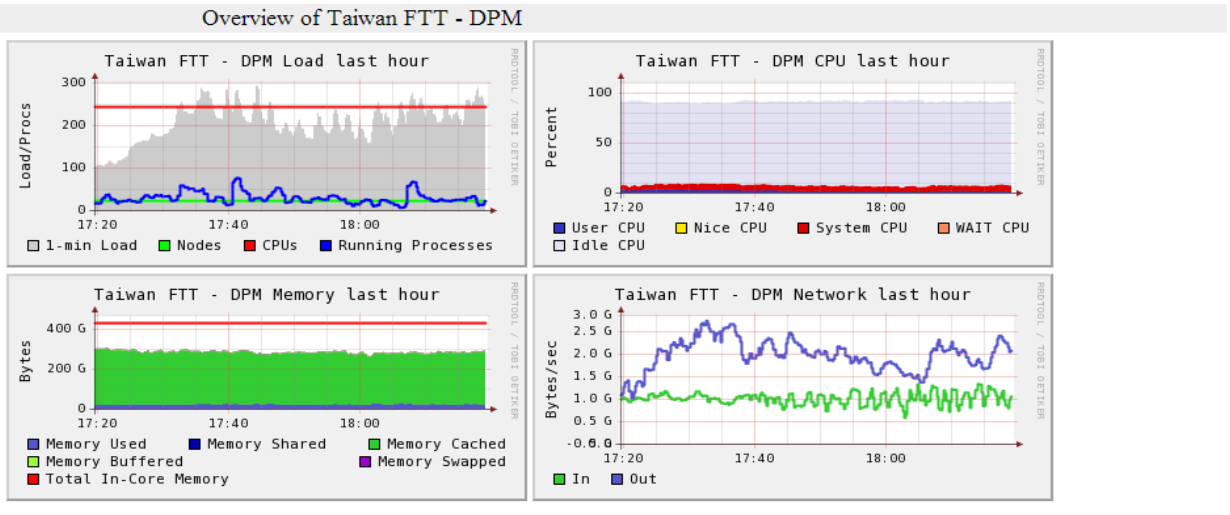 Overview of Taiwan FTT - DPM
Taiwan FTT - DPM Load last hour
RRDTOOL / TOBI OETIKER
Load/Procs
300
200
100
0
17:20 17:40 18:00
1-min Load Nodes CPUs Running Processes
Taiwan FTT - DPM CPU last hour
RRDTOOL / TOBI OETIKER
Percent
100
50
0
17:20 17:40 18:00
User CPU Nice CPU System CPU WAIT CPU
Idle CPU
Taiwan FTT - DPM Memory last hour
RRDTOOL / TOBI OETIKER
Bytes
400 G
200 G
0
17:20 17:40 18:00
Memory Used Memory Shared Memory Cached
Memory Buffered Memory Swapped
Total In-Core Memory
Taiwan FTT - DPM Network last hour
RRDTOOL / TOBI OETIKER
Bytes/sec
3.0 G
2.5 G
2.0 G
1.5 G
1.0 G
0.5 G
17:20 17:40 18:00
In Out